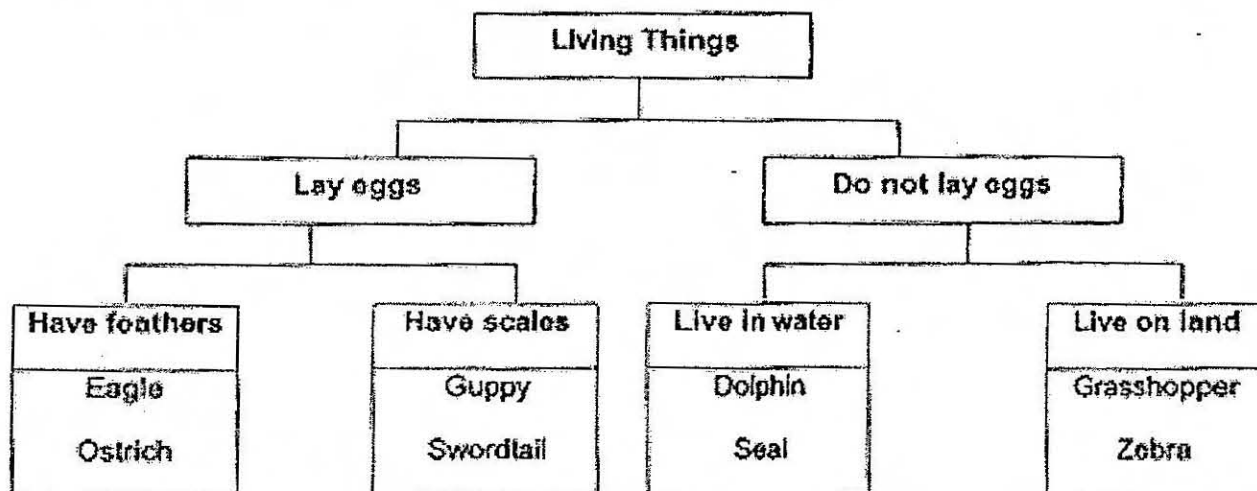 Living Things
Lay eggs
Do not lay eggs
Have feathers
Have scales
Live in water
Live on land
Eagle
Guppy
Dolphin
Grasshopper
Ostrich
Swordtail
Seal
Zebra